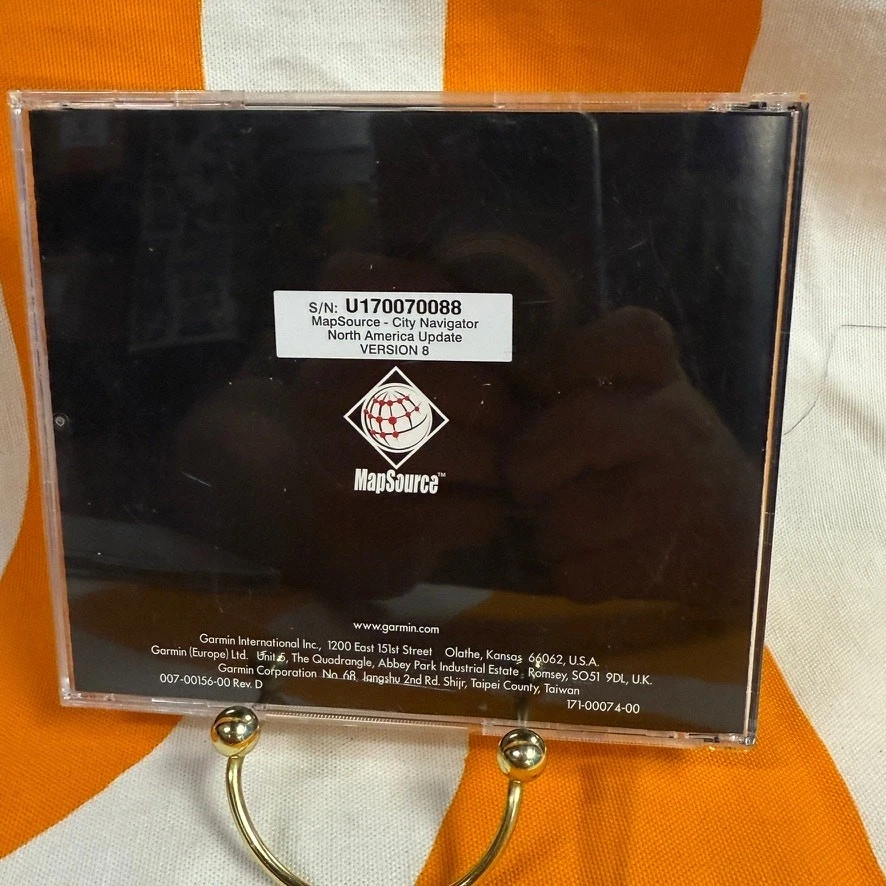 S/N: U170070088
MapSource - City Navigator
North America Update
VERSION 8
MapSource™
www.garmin.com
Garmin International Inc., 1200 East 151st Street Olathe, Kansas 66062, U.S.A.
Garmin (Europe) Ltd. Unit 5, The Quadrangle, Abbey Park Industrial Estate Romsey, SO51 9DL, U.K.
Garmin Corporation No. 68, Jangshu 2nd Rd. Shijr, Taipei County, Taiwan
007-00156-00 Rev. D
171-00074-00